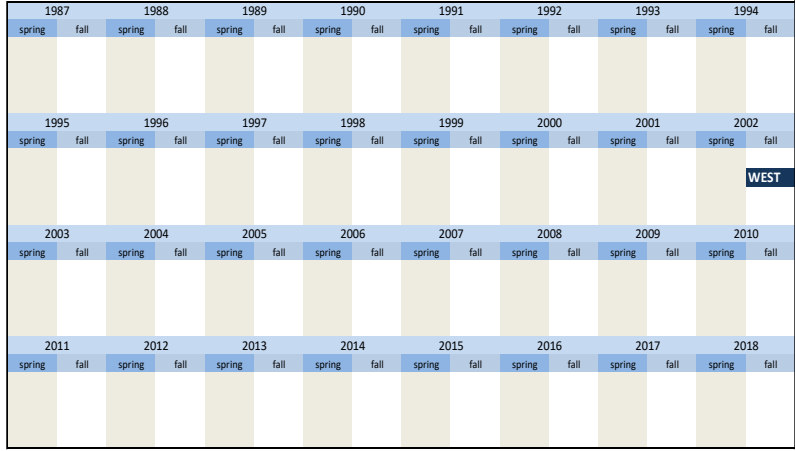 1987 1988 1989 1990 1991 1992 1993 1994
spring fall spring fall spring fall spring fall spring fall spring fall spring fall spring fall
1995 1996 1997 1998 1999 2000 2001 2002
spring fall spring fall spring fall spring fall spring fall spring fall spring fall spring fall
WEST
2003 2004 2005 2006 2007 2008 2009 2010
spring fall spring fall spring fall spring fall spring fall spring fall spring fall spring fall
2011 2012 2013 2014 2015 2016 2017 2018
spring fall spring fall spring fall spring fall spring fall spring fall spring fall spring fall